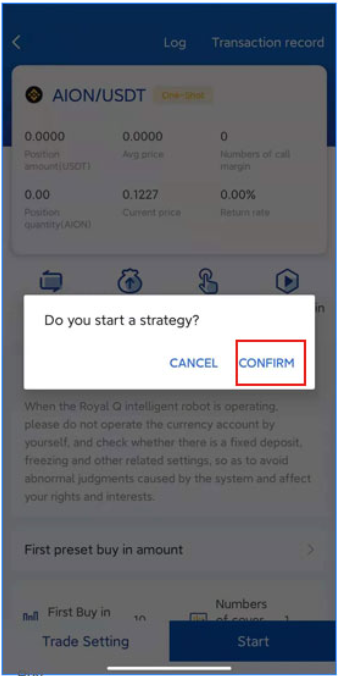 Log Transaction record
AION/USDT One-Shot
0.0000 0.0000 0
Position Avg price Numbers of call
amount(USDT) margin
0.00 0.1227 0.00%
Position Current price Return rate
quantity(AION)
in
Do you start a strategy?
CANCEL CONFIRM
When the Royal Q intelligent robot is operating,
please do not operate the currency account by
yourself, and check whether there is a fixed deposit,
freezing and other related settings, so as to avoid
abnormal judgments caused by the system and affect
your rights and interests.
First preset buy in amount
First Buy in 10 Numbers
of cover 1
Trade Setting Start